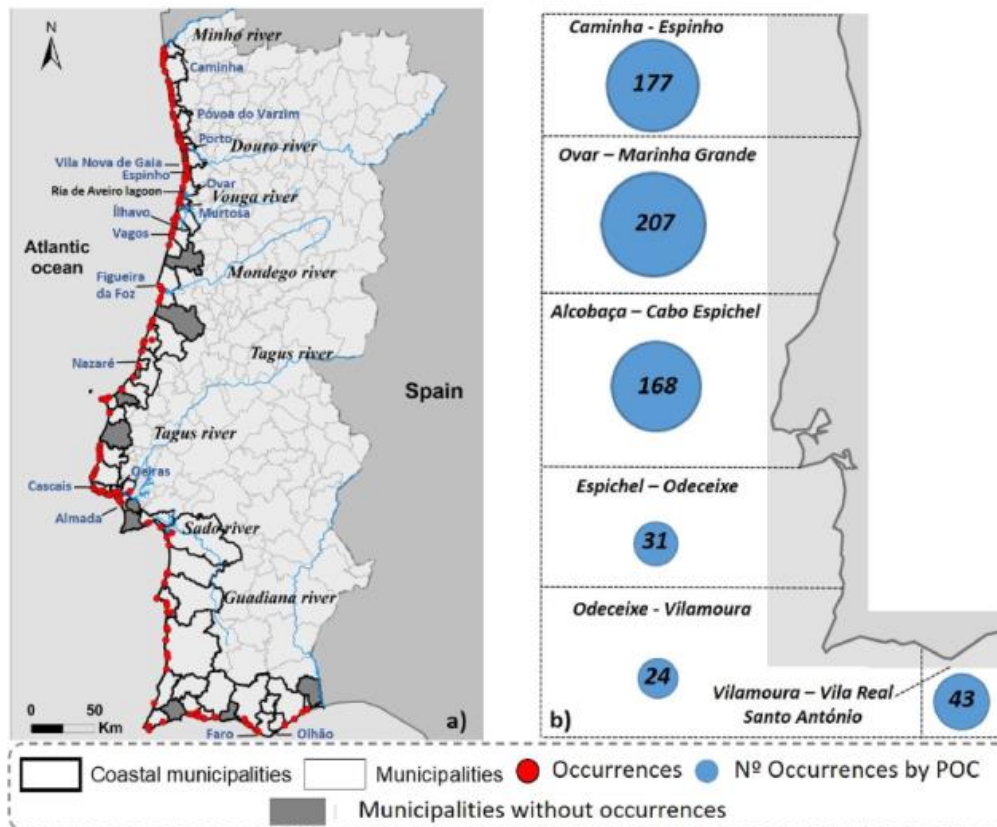 N
Minho river
Caminha
Póvoa do Varzim
Porto
Douro river
Vila Nova de Gaia
Espinho
Ria de Aveiro lagoon
Ovar
Vouga river
Murtosa
Ílhavo
Vagos
Atlantic
ocean
Mondego river
Figueira
da Foz
Nazaré
Tagus river
Spain
Tagus river
Oeiras
Cascais
Almada
Sado river
Guadiana river
0
50
Km
Faro
Olhão
a)
Caminha - Espinho
177
Ovar – Marinha Grande
207
Alcobaça – Cabo Espichel
168
Espichel – Odeceixe
31
Odeceixe - Vilamoura
24
Vilamoura – Vila Real
Santo António
43
b)
Coastal municipalities
Municipalities
Occurrences
Nº Occurrences by POC
Municipalities without occurrences